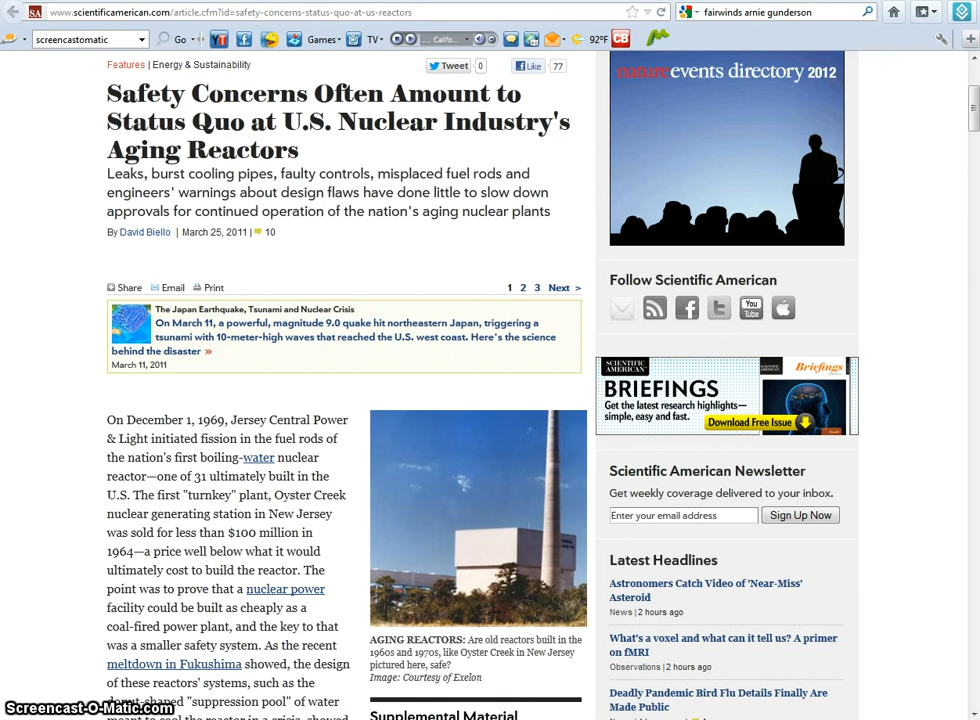 www.scientificamerican.com/article.cfm?id=safety-concerns-status-quo-at-us-reactors
fairwinds arnie gunderson
screencastomatic
Go
Games
TV
Califo...
92°F
CB
Features | Energy & Sustainability
Tweet 0
Like 77
Safety Concerns Often Amount to
Status Quo at U.S. Nuclear Industry's
Aging Reactors
Leaks, burst cooling pipes, faulty controls, misplaced fuel rods and
engineers' warnings about design flaws have done little to slow down
approvals for continued operation of the nation's aging nuclear plants
By David Biello | March 25, 2011 | 10
Share Email Print
1 2 3 Next >
The Japan Earthquake, Tsunami and Nuclear Crisis
On March 11, a powerful, magnitude 9.0 quake hit northeastern Japan, triggering a
tsunami with 10-meter-high waves that reached the U.S. west coast. Here's the science
behind the disaster »
March 11, 2011
On December 1, 1969, Jersey Central Power
& Light initiated fission in the fuel rods of
the nation's first boiling-water nuclear
reactor—one of 31 ultimately built in the
U.S. The first "turnkey" plant, Oyster Creek
nuclear generating station in New Jersey
was sold for less than $100 million in
1964—a price well below what it would
ultimately cost to build the reactor. The
point was to prove that a nuclear power
facility could be built as cheaply as a
coal-fired power plant, and the key to that
was a smaller safety system. As the recent
meltdown in Fukushima showed, the design
of these reactors' systems, such as the
donut-shaped "suppression pool" of water
meant to cool the reactor in a crisis, showed
AGING REACTORS: Are old reactors built in the
1960s and 1970s, like Oyster Creek in New Jersey
pictured here, safe?
Image: Courtesy of Exelon
Supplemental Material
nature events directory 2012
Follow Scientific American
You
Tube
SCIENTIFIC
AMERICAN
BRIEFINGS
Get the latest research highlights—
simple, easy and fast.
Download Free Issue
Briefings
Scientific American Newsletter
Get weekly coverage delivered to your inbox.
Enter your email address
Sign Up Now
Latest Headlines
Astronomers Catch Video of 'Near-Miss'
Asteroid
News | 2 hours ago
What's a voxel and what can it tell us? A primer
on fMRI
Observations | 2 hours ago
Deadly Pandemic Bird Flu Details Finally Are
Made Public
Screencast-O-Matic.com